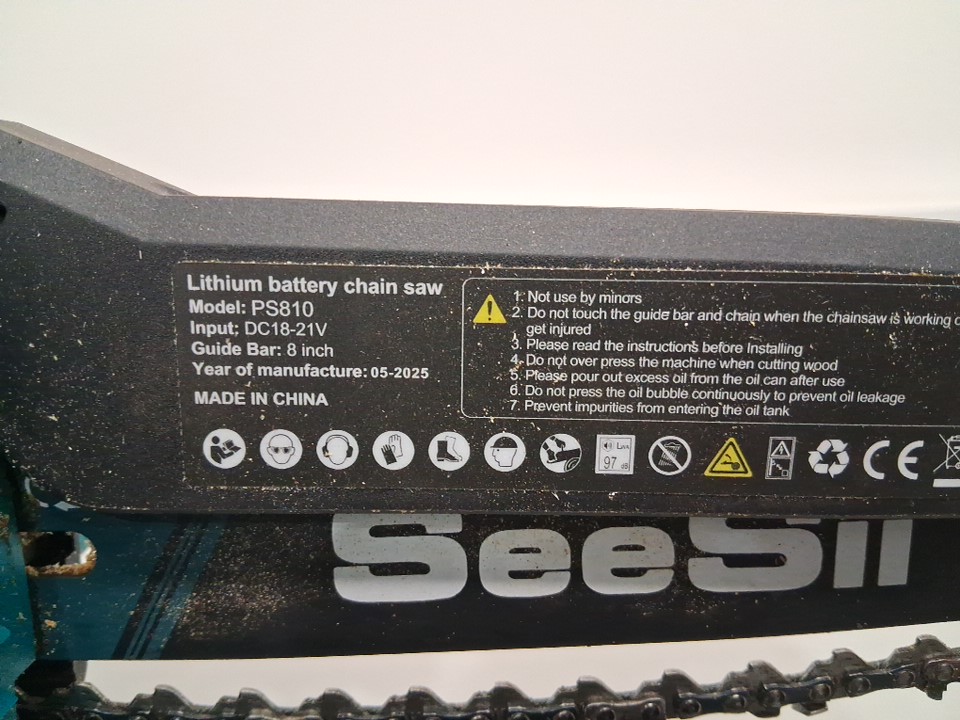 Lithium battery chain saw
Model: PS810
Input: DC18-21V
Guide Bar: 8 inch
Year of manufacture: 05-2025
MADE IN CHINA
1. Not use by minors
2. Do not touch the guide bar and chain when the chainsaw is working
get injured
3. Please read the instructions before Installing
4. Do not over press the machine when cutting wood
5. Please pour out excess oil from the oil can after use
6. Do not press the oil bubble continuously to prevent oil leakage
7. Prevent impurities from entering the oil tank
LWA
97 dB
CE
SeeSii